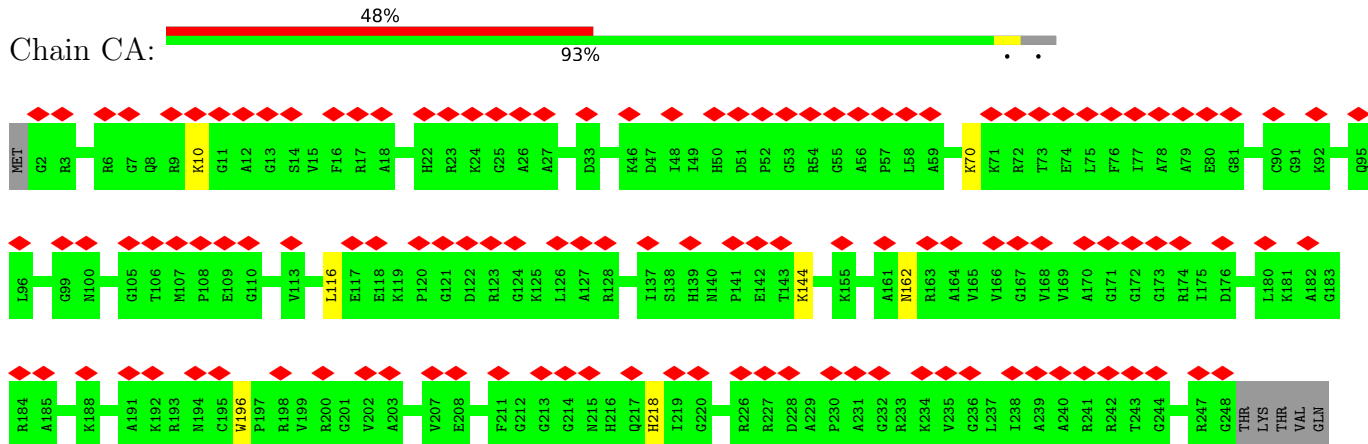 48%
Chain CA:
93%
• •
MET G2 R3 R6 G7 Q8 R9 K10 G11 A12 G13 S14 V15 F16 R17 A18 H22 R23 K24 G25 A26 A27 D33 K46 D47 I48 I49 H50 D51 P52 G53 R54 G55 A56 P57 L58 A59 K70 K71 R72 T73 E74 L75 F76 I77 A78 A79 E80 G81 C90 G91 K92 Q95
L96 G99 N100 G105 T106 M107 P108 E109 G110 V113 L116 E117 E118 K119 P120 G121 D122 R123 G124 K125 L126 A127 R128 I137 S138 H139 N140 P141 E142 T143 K144 K155 A161 N162 R163 A164 V165 V166 G167 V168 V169 A170 G171 G172 G173 R174 I175 D176 L180 K181 A182 G183
R184 A185 K188 A191 K192 R193 N194 C195 W196 P197 R198 V199 R200 G201 V202 A203 V207 E208 F211 G212 G213 G214 N215 H216 Q217 H218 I219 G220 R226 R227 D228 A229 P230 A231 G232 R233 K234 V235 G236 L237 I238 A239 A240 R241 R242 T243 G244 R247 G248 THR LYS THR VAL GLN